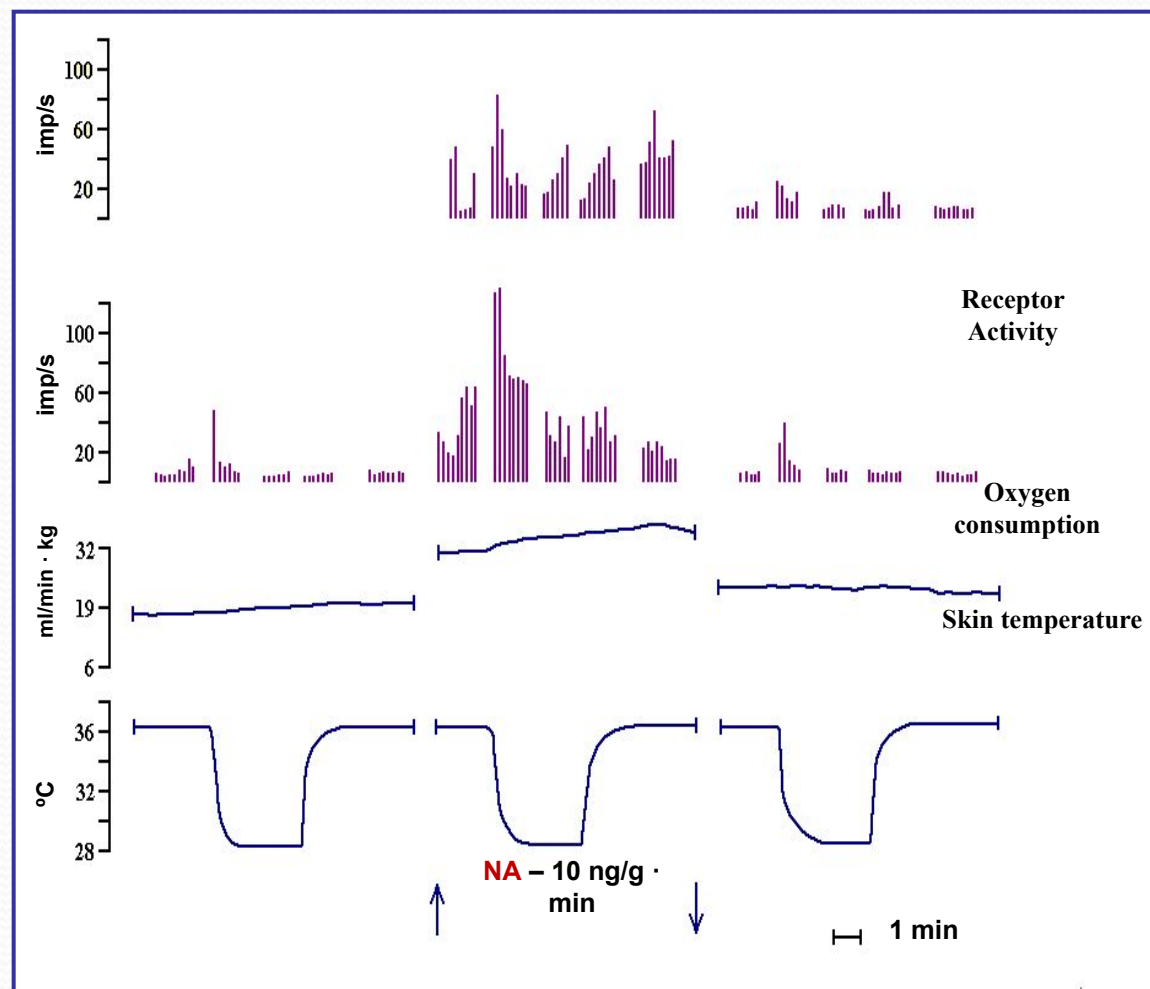 100
60
20
imp/s
Receptor
Activity
100
60
20
imp/s
Oxygen
consumption
32
19
6
ml/min · kg
Skin temperature
36
32
28
ºC
NA – 10 ng/g ·
min
1 min